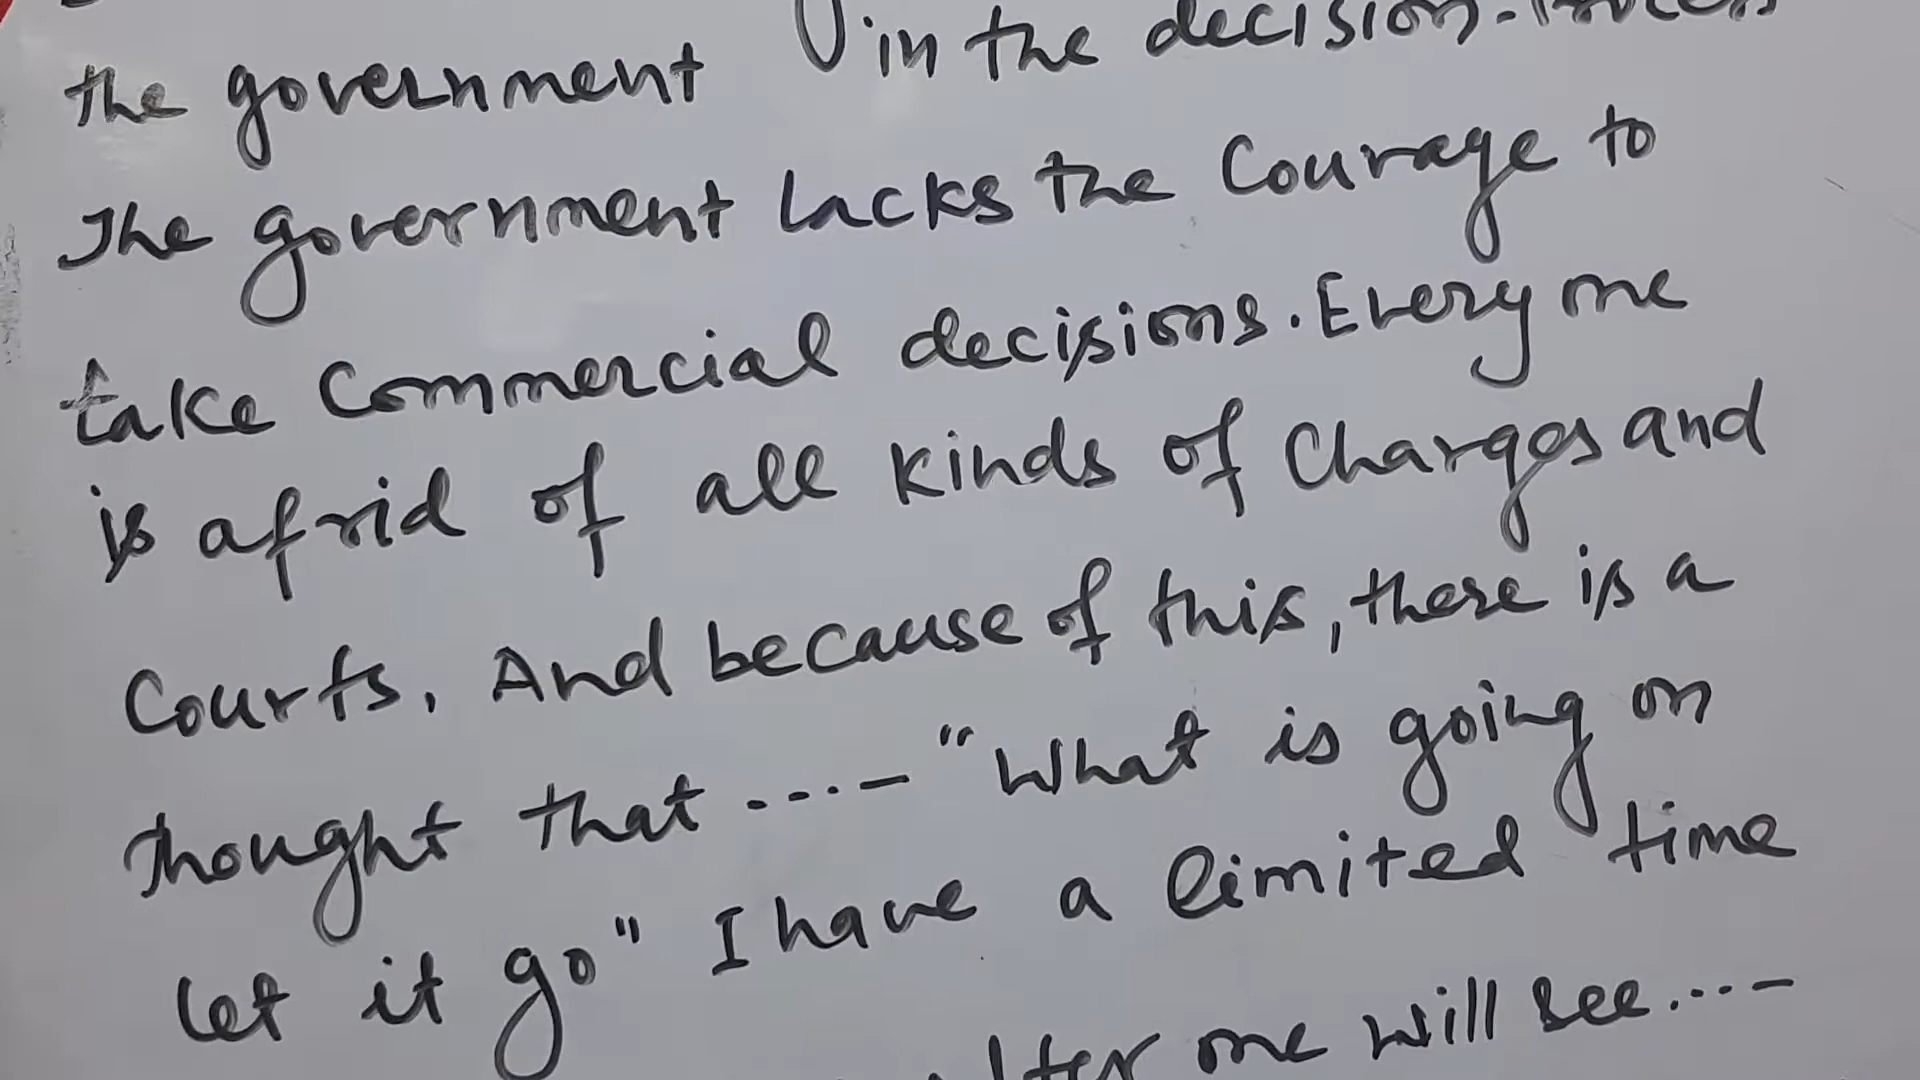 the government in the decision-
The government lacks the Courage to
take Commercial decisions. Every one
is afrid of all kinds of Charges and
Courts. And because of this, there is a
thought that ....- "What is going on
let it go" I have a limited time
one will see....-